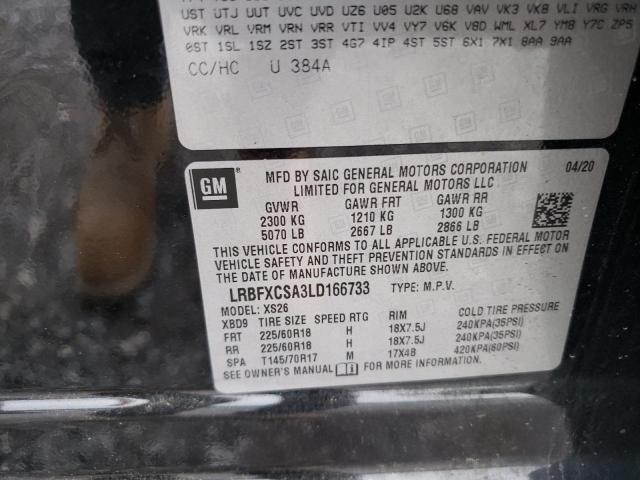 UST UTJ UUT UVC UVD UZ6 U05 U2K U68 VAV VK3 VK8 VLI VRG VRH
VRK VRL VRM VRN VRR VTI VV4 VY7 V6K V8D WML XL7 YM8 Y7C ZP5
0ST 1SL 1SZ 2ST 3ST 4G7 4IP 4ST 5ST 6X1 7X1 8AA 9AA
CC/HC U 384A
GM
MFD BY SAIC GENERAL MOTORS CORPORATION 04/20
LIMITED FOR GENERAL MOTORS LLC
GVWR GAWR FRT GAWR RR
2300 KG 1210 KG 1300 KG
5070 LB 2667 LB 2866 LB
THIS VEHICLE CONFORMS TO ALL APPLICABLE U.S. FEDERAL MOTOR
VEHICLE SAFETY AND THEFT PREVENTION STANDARDS IN EFFECT ON
THE DATE OF MANUFACTURE SHOWN ABOVE.
LRBFXCSA3LD166733 TYPE: M.P.V.
MODEL: XS26
XBD9 TIRE SIZE SPEED RTG RIM COLD TIRE PRESSURE
FRT 225/60R18 H 18X7.5J 240KPA(35PSI)
RR 225/60R18 H 18X7.5J 240KPA(35PSI)
SPA T145/70R17 M 17X4B 420KPA(60PSI)
SEE OWNER'S MANUAL FOR MORE INFORMATION.